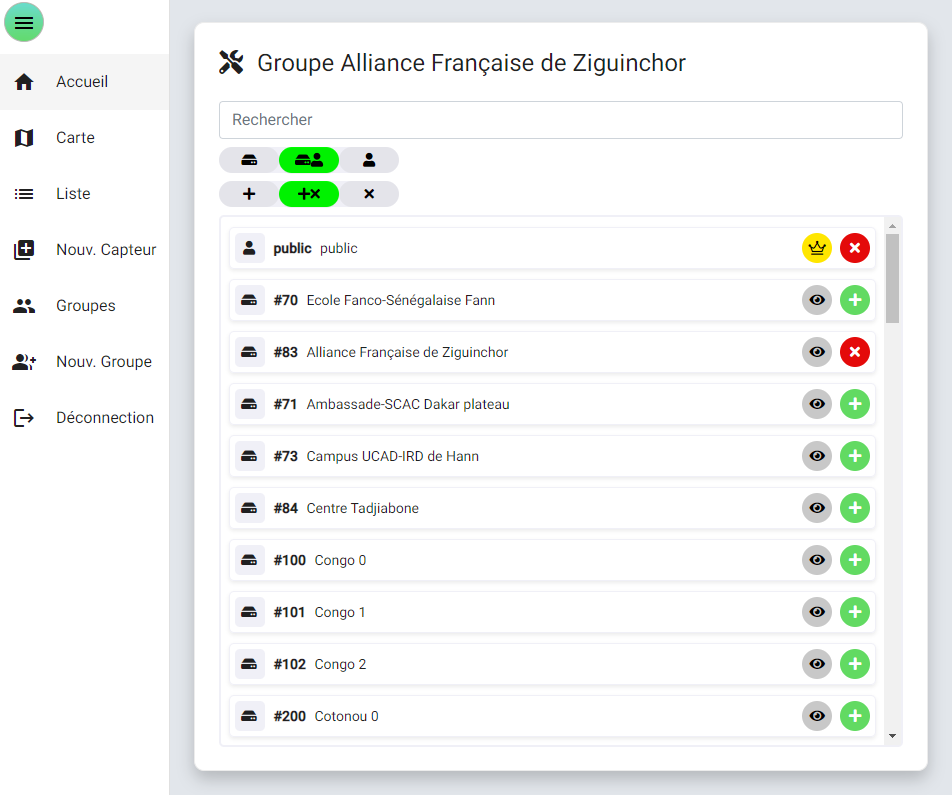 Groupe Alliance Française de Ziguinchor
Rechercher
Accueil
Carte
Liste
Nouv. Capteur
Groupes
Nouv. Groupe
Déconnection
public public
#70 Ecole Fanco-Sénégalaise Fann
#83 Alliance Française de Ziguinchor
#71 Ambassade-SCAC Dakar plateau
#73 Campus UCAD-IRD de Hann
#84 Centre Tadjiabone
#100 Congo 0
#101 Congo 1
#102 Congo 2
#200 Cotonou 0